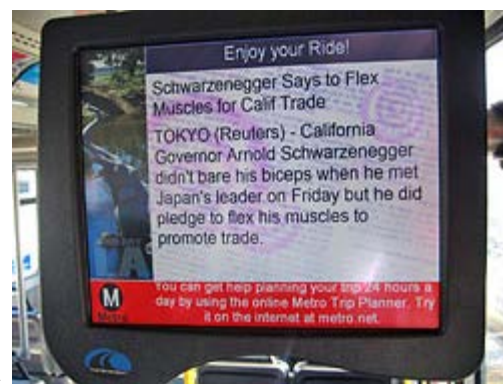 Enjoy your Ride!
Schwarzenegger Says to Flex
Muscles for Calif Trade
TOKYO (Reuters) - California
Governor Arnold Schwarzenegger
didn't bare his biceps when he met
Japan's leader on Friday but he did
pledge to flex his muscles to
promote trade.
You can get help planning your trip 24 hours a
day by using the online Metro Trip Planner. Try
it on the internet at metro.net.
M
Metro